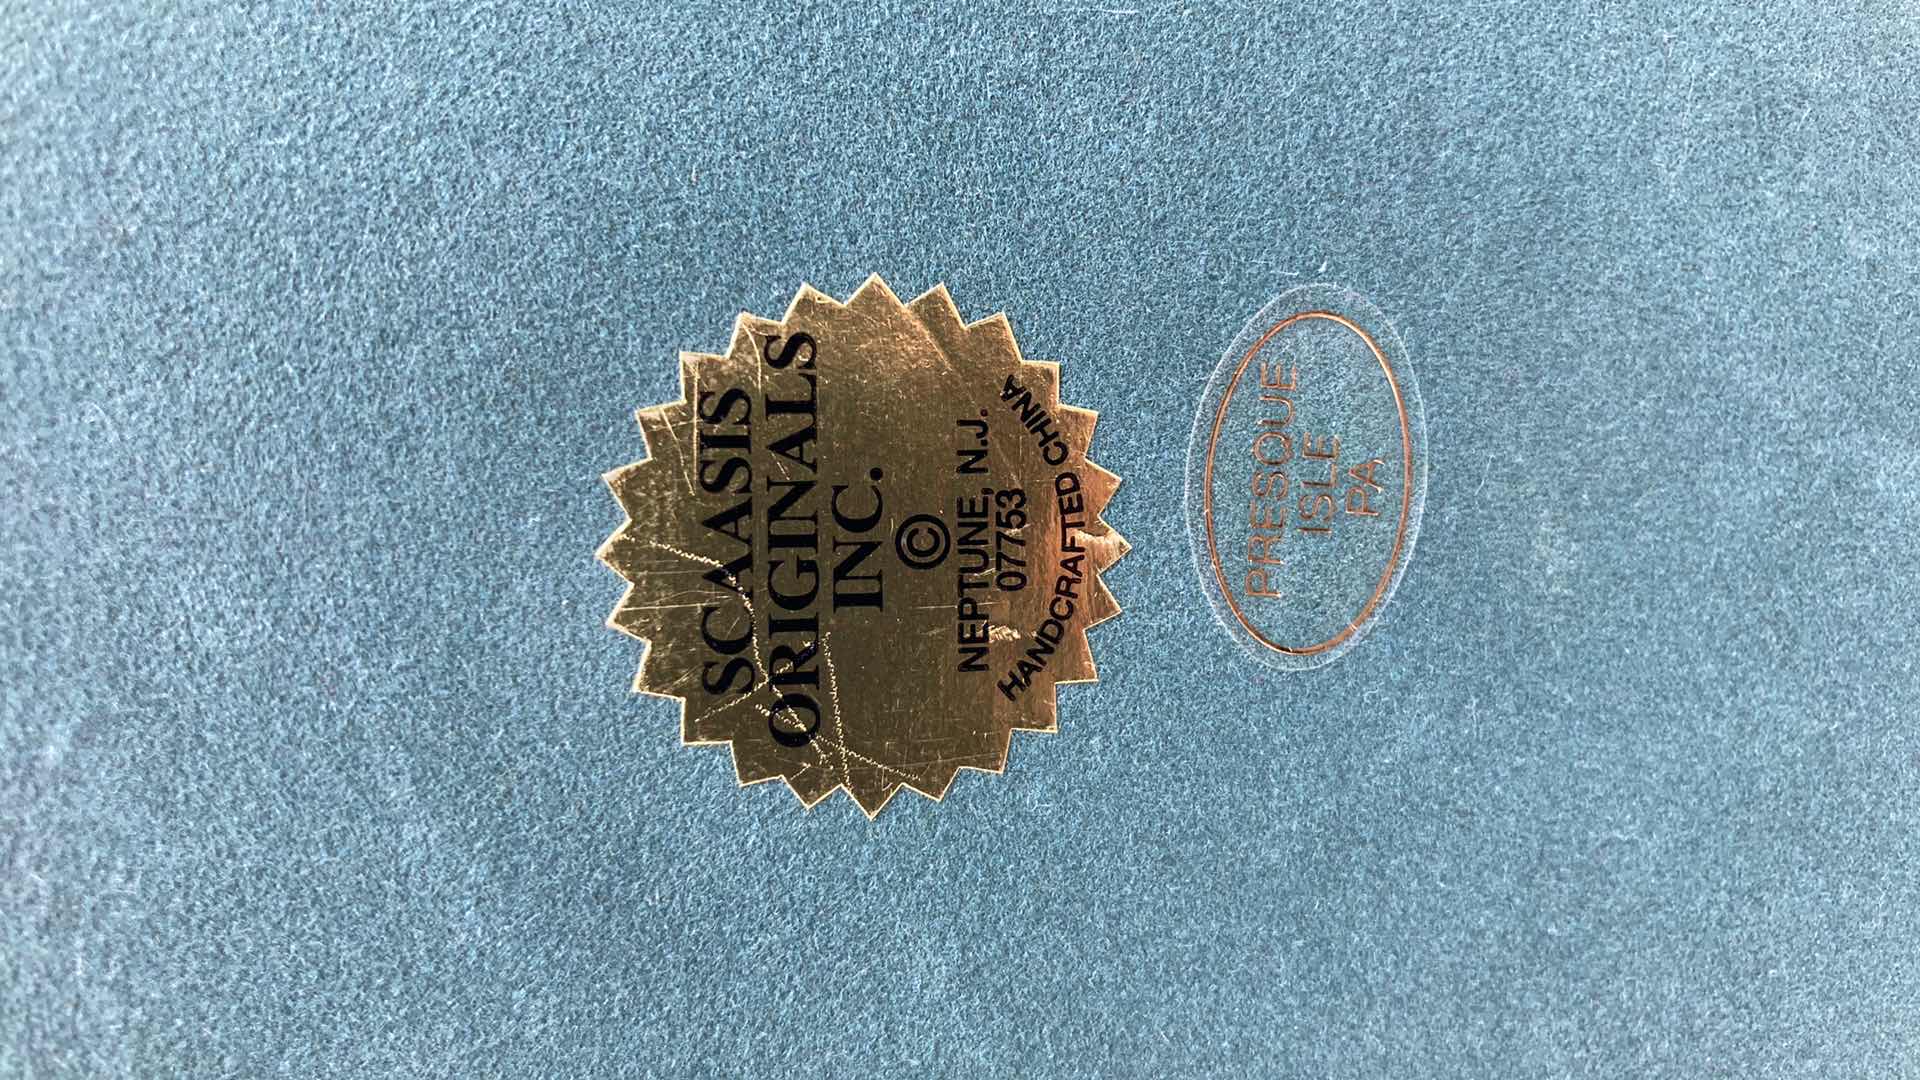 SCAASIS
ORIGINALS
INC.
©
NEPTUNE, N.J.
07753
HANDCRAFTED CHINA
PRESQUE
ISLE
PA